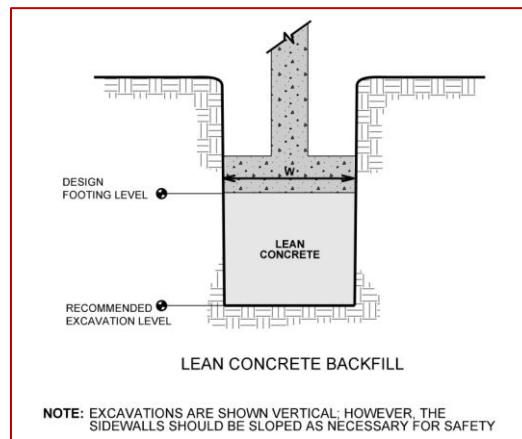 W
DESIGN
FOOTING LEVEL
LEAN
CONCRETE
RECOMMENDED
EXCAVATION LEVEL
LEAN CONCRETE BACKFILL
NOTE: EXCAVATIONS ARE SHOWN VERTICAL; HOWEVER, THE
SIDEWALLS SHOULD BE SLOPED AS NECESSARY FOR SAFETY